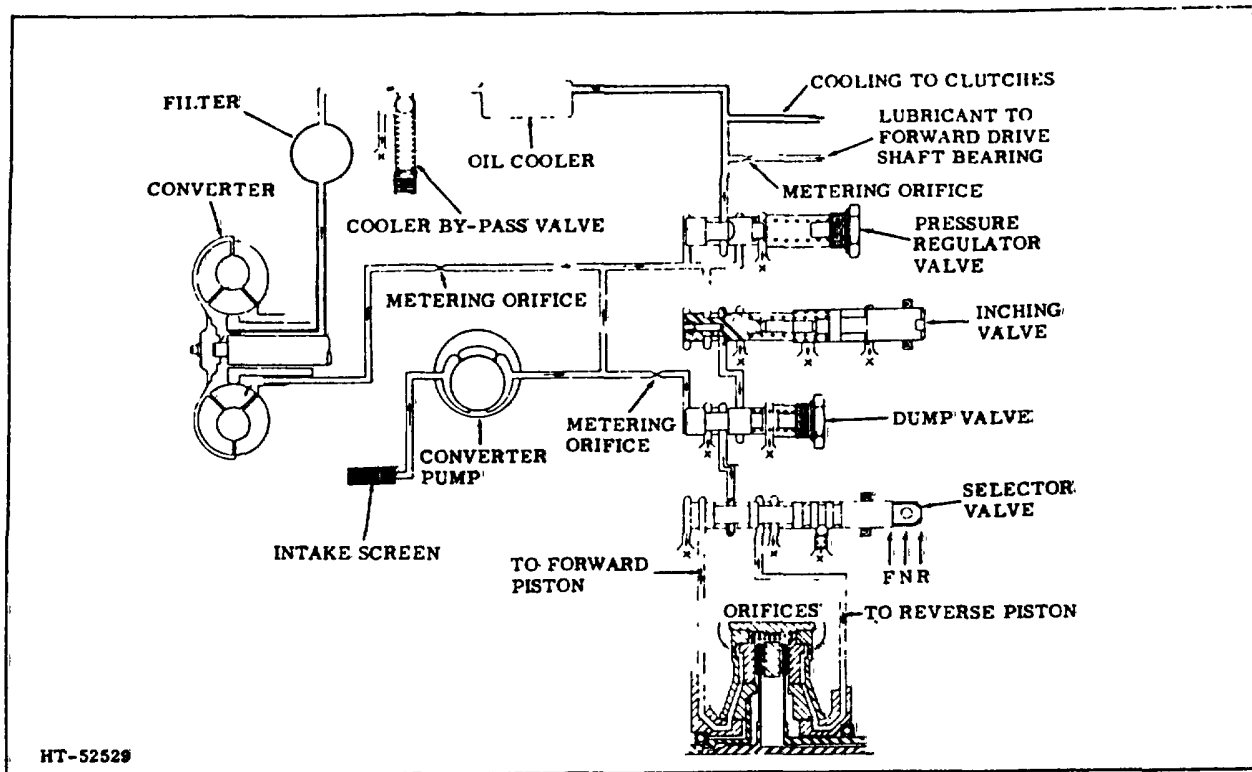 COOLING TO CLUTCHES
FILTER
LUBRICANT TO
FORWARD DRIVE
SHAFT BEARING
OIL COOLER
METERING ORIFICE
CONVERTER
COOLER BY-PASS VALVE
PRESSURE
REGULATOR
VALVE
METERING ORIFICE
INCHING
VALVE
DUMP VALVE
METERING
ORIFICE
CONVERTER
PUMP
SELECTOR
VALVE
INTAKE SCREEN
TO FORWARD
PISTON
F N R
ORIFICES
TO REVERSE PISTON
HT-52529